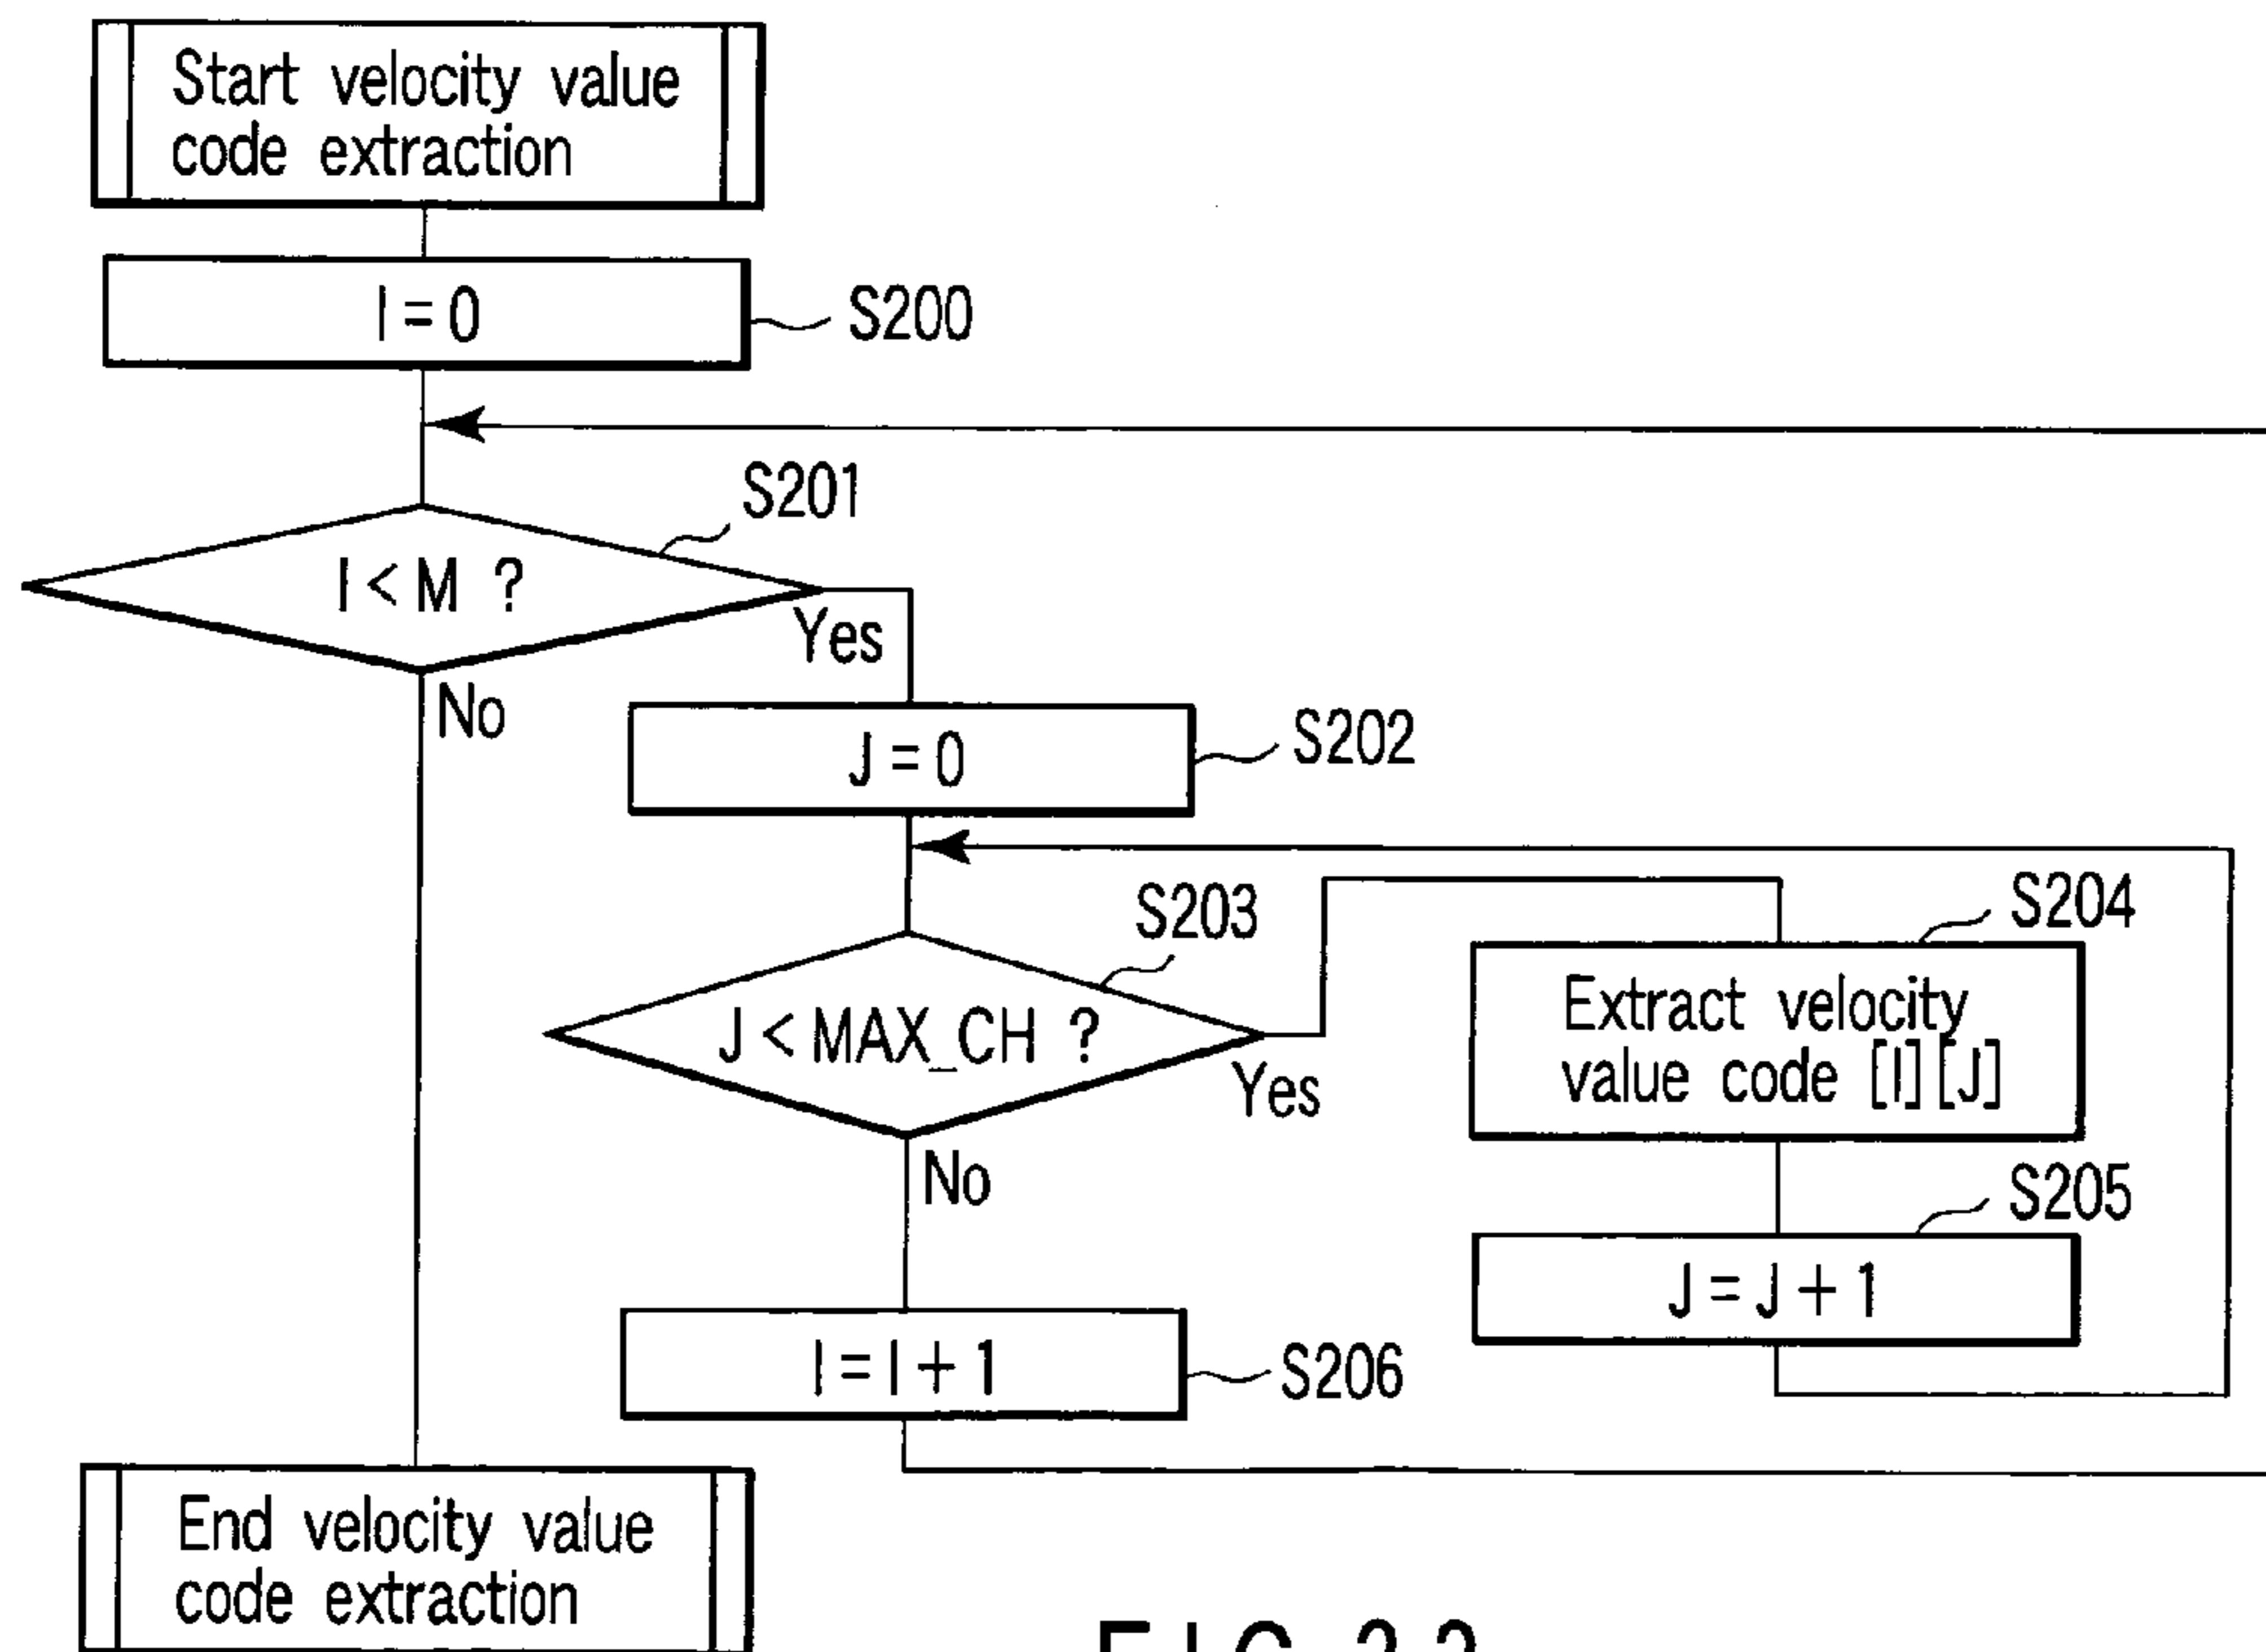 Start velocity value
code extraction
I = 0
S200
S201
I < M ?
Yes
No
J = 0
S202
S203
J < MAX_CH ?
Yes
No
S204
Extract velocity
value code [I][J]
S205
J = J + 1
I = I + 1
S206
End velocity value
code extraction